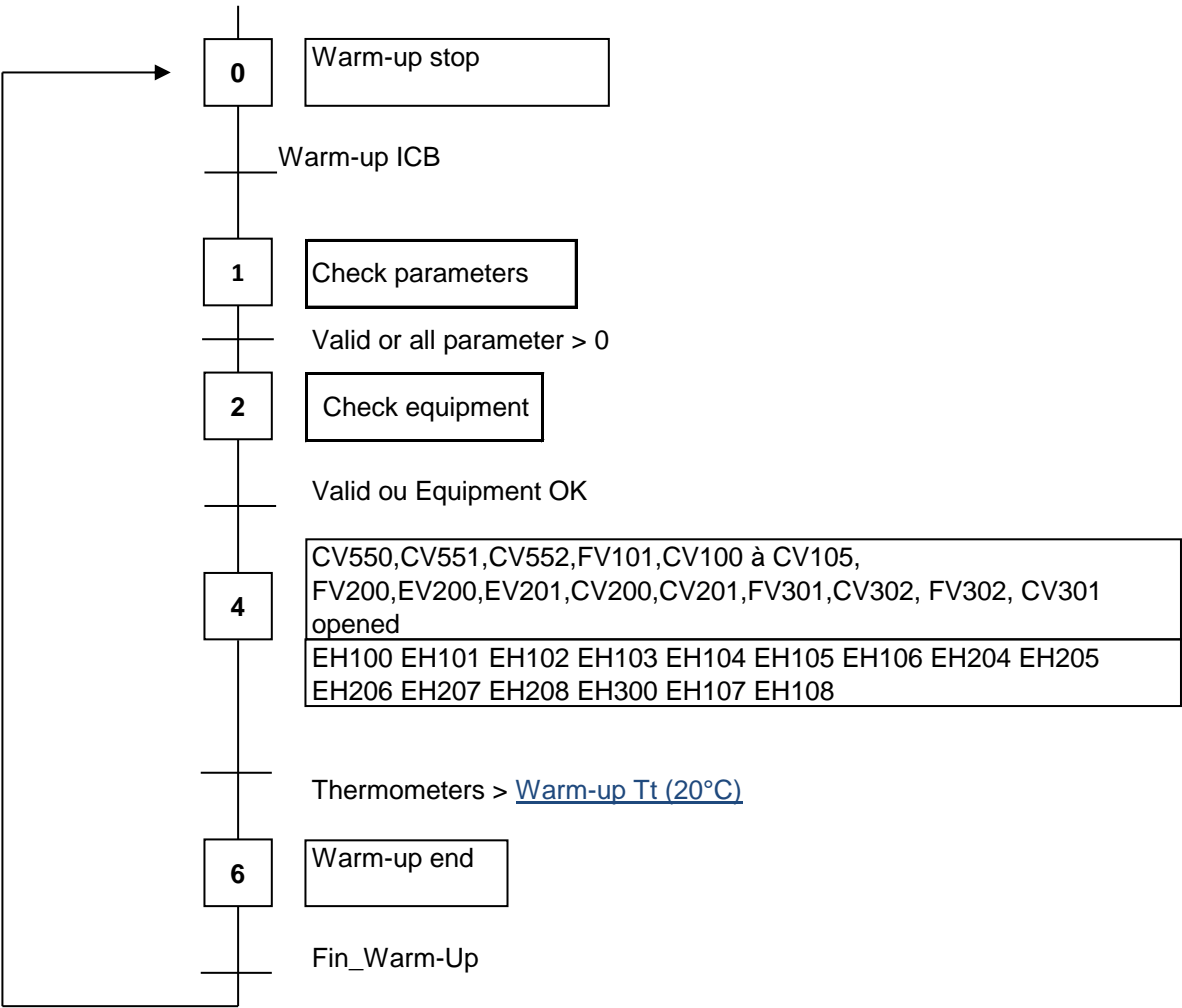 0
Warm-up stop
Warm-up ICB
1
Check parameters
Valid or all parameter > 0
2
Check equipment
Valid ou Equipment OK
4
CV550,CV551,CV552,FV101,CV100 à CV105,
FV200,EV200,EV201,CV200,CV201,FV301,CV302, FV302, CV301
opened
EH100 EH101 EH102 EH103 EH104 EH105 EH106 EH204 EH205
EH206 EH207 EH208 EH300 EH107 EH108
Thermometers > Warm-up Tt (20°C)
6
Warm-up end
Fin_Warm-Up